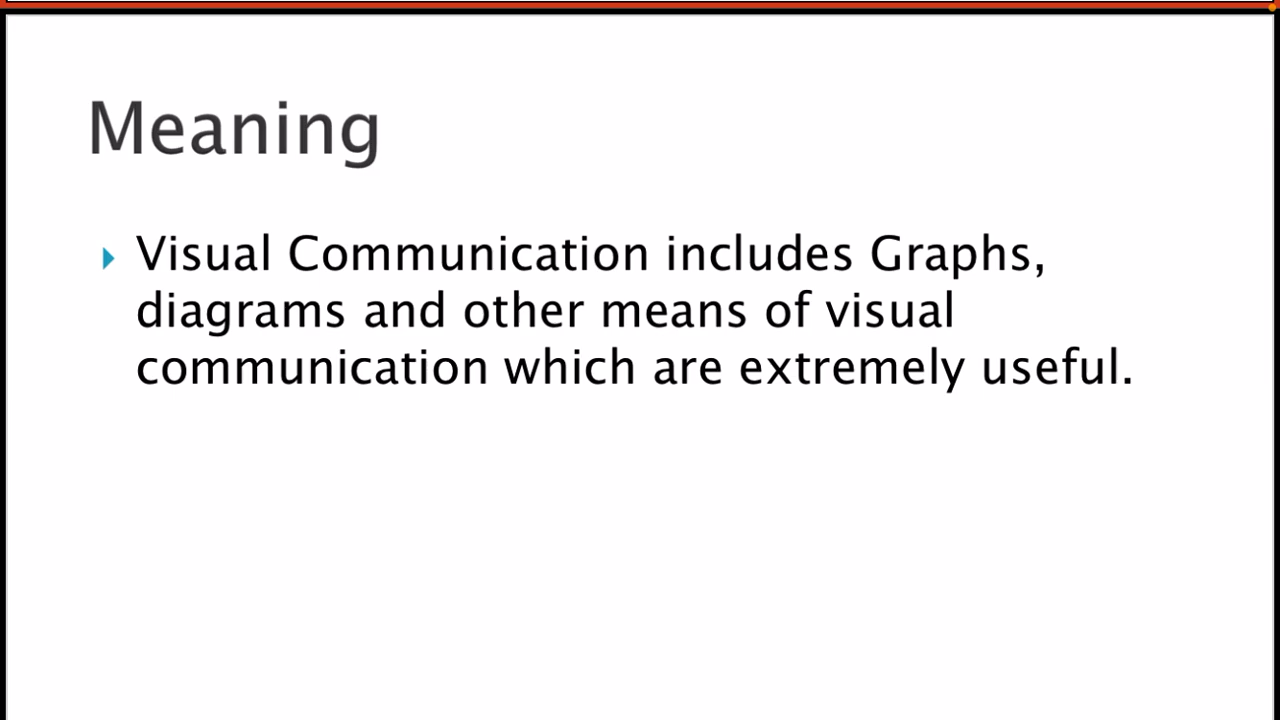 Meaning
Visual Communication includes Graphs,
diagrams and other means of visual
communication which are extremely useful.